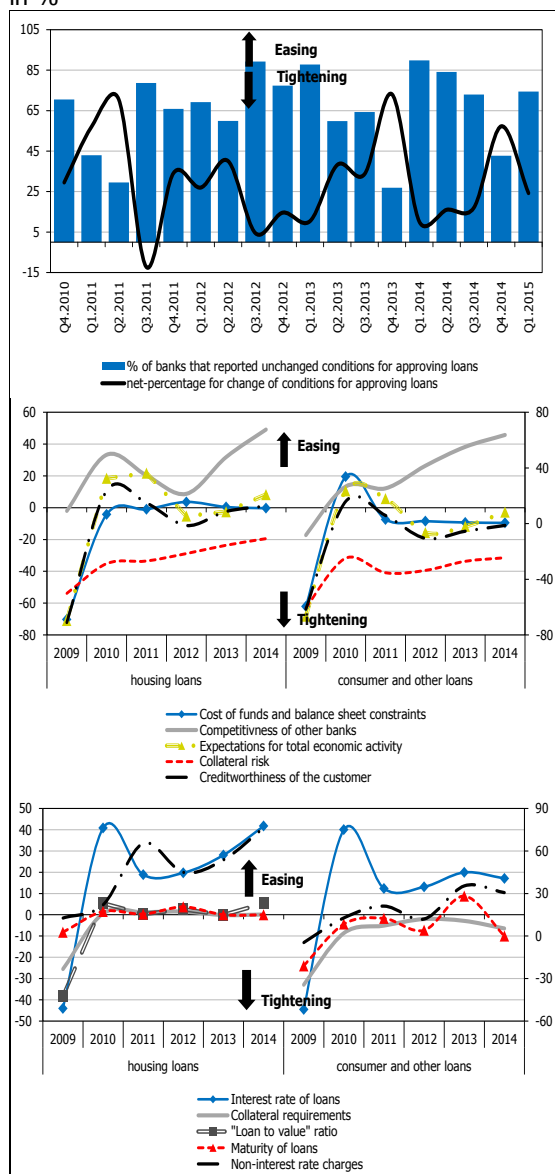 in %
105
85
65
45
25
5
-15
Easing
Tightening
Q4.2010
Q1.2011
Q2.2011
Q3.2011
Q4.2011
Q1.2012
Q2.2012
Q3.2012
Q4.2012
Q1.2013
Q2.2013
Q3.2013
Q4.2013
Q1.2014
Q2.2014
Q3.2014
Q4.2014
Q1.2015
% of banks that reported unchanged conditions for approving loans
net-percentage for change of conditions for approving loans
60
40
20
0
-20
-40
-60
-80
80
40
0
-40
-80
Easing
Tightening
2009 2010 2011 2012 2013 2014 2009 2010 2011 2012 2013 2014
housing loans consumer and other loans
Cost of funds and balance sheet constraints
Competitivness of other banks
Expectations for total economic activity
Collateral risk
Creditworthiness of the customer
50
40
30
20
10
0
-10
-20
-30
-40
-50
90
60
30
0
-30
-60
Easing
Tightening
2009 2010 2011 2012 2013 2014 2009 2010 2011 2012 2013 2014
housing loans consumer and other loans
Interest rate of loans
Collateral requirements
"Loan to value" ratio
Maturity of loans
Non-interest rate charges